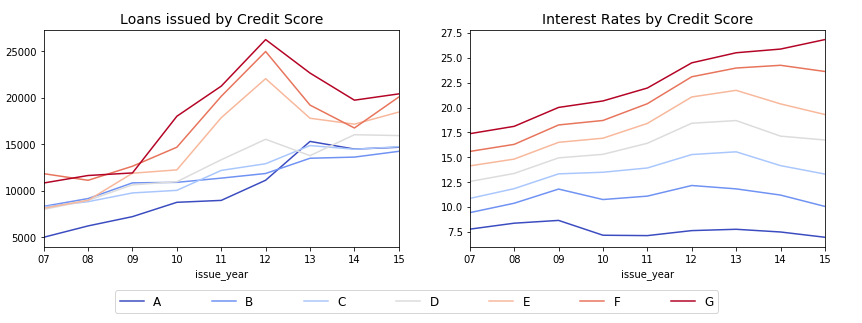 Loans issued by Credit Score
25000
20000
15000
10000
5000
07 08 09 10 11 12 13 14 15
issue_year
Interest Rates by Credit Score
27.5
25.0
22.5
20.0
17.5
15.0
12.5
10.0
7.5
07 08 09 10 11 12 13 14 15
issue_year
A B C D E F G